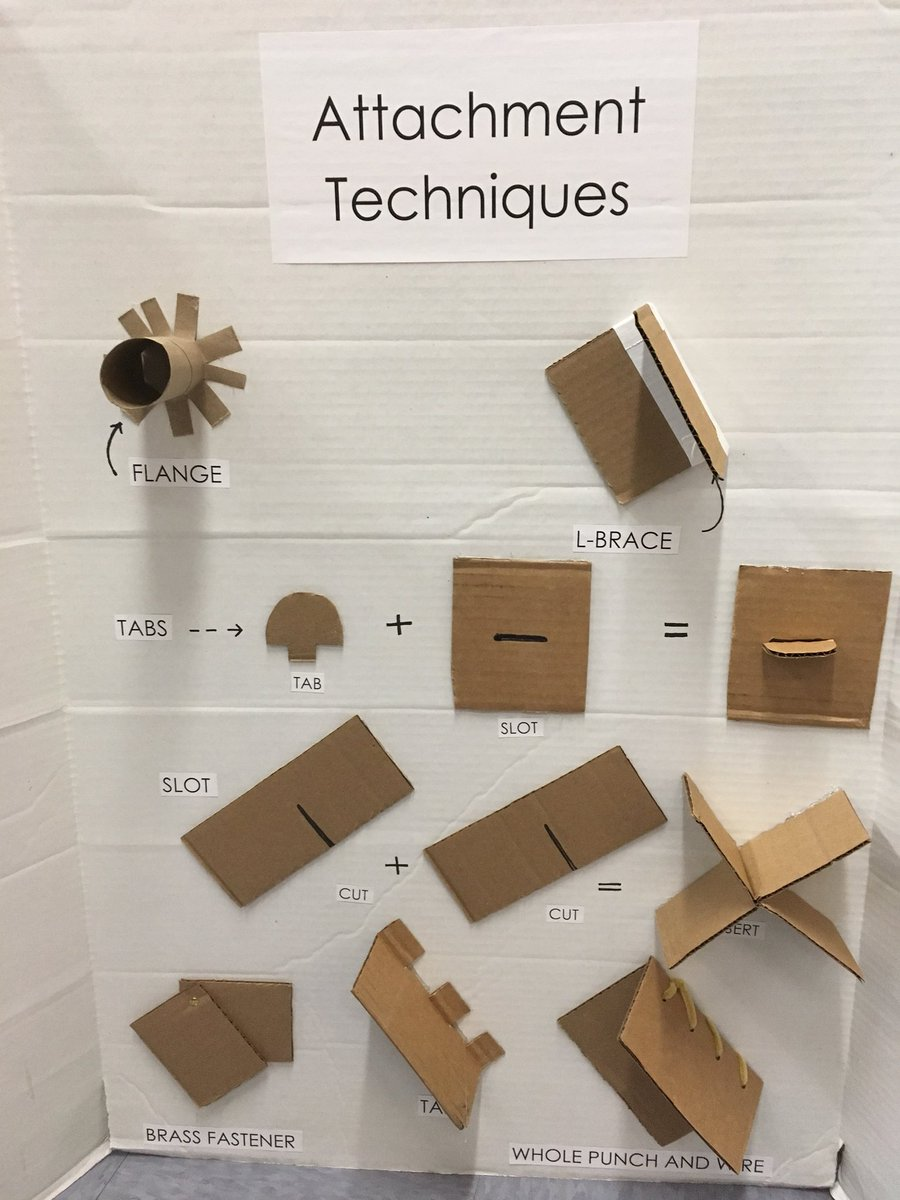 Attachment
Techniques
FLANGE
L-BRACE
TABS --→
+
=
TAB
SLOT
SLOT
+
CUT
=
CUT
BRASS FASTENER
WHOLE PUNCH AND WIRE